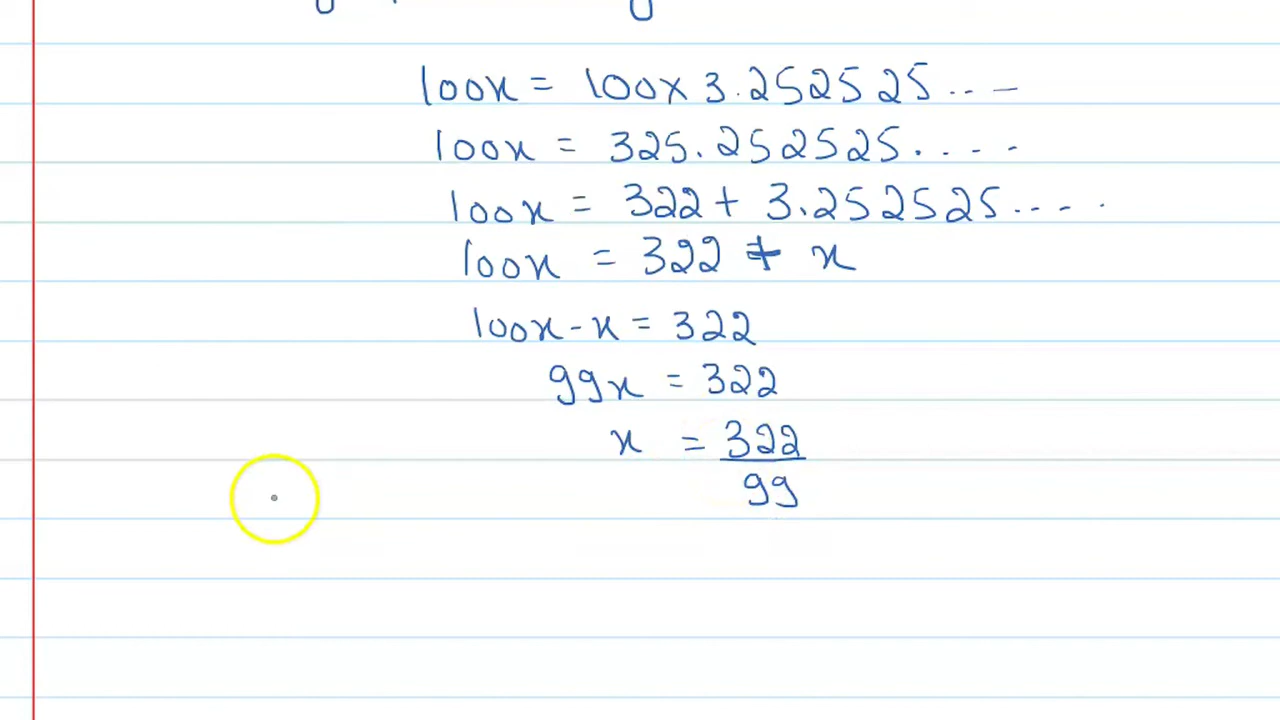 100x = 100x 3.252525.. —
100x = 325.252525. . . .
100x = 322 + 3.252525... .
100x = 322 + x
100x - x = 322
99x = 322
x = 322
99